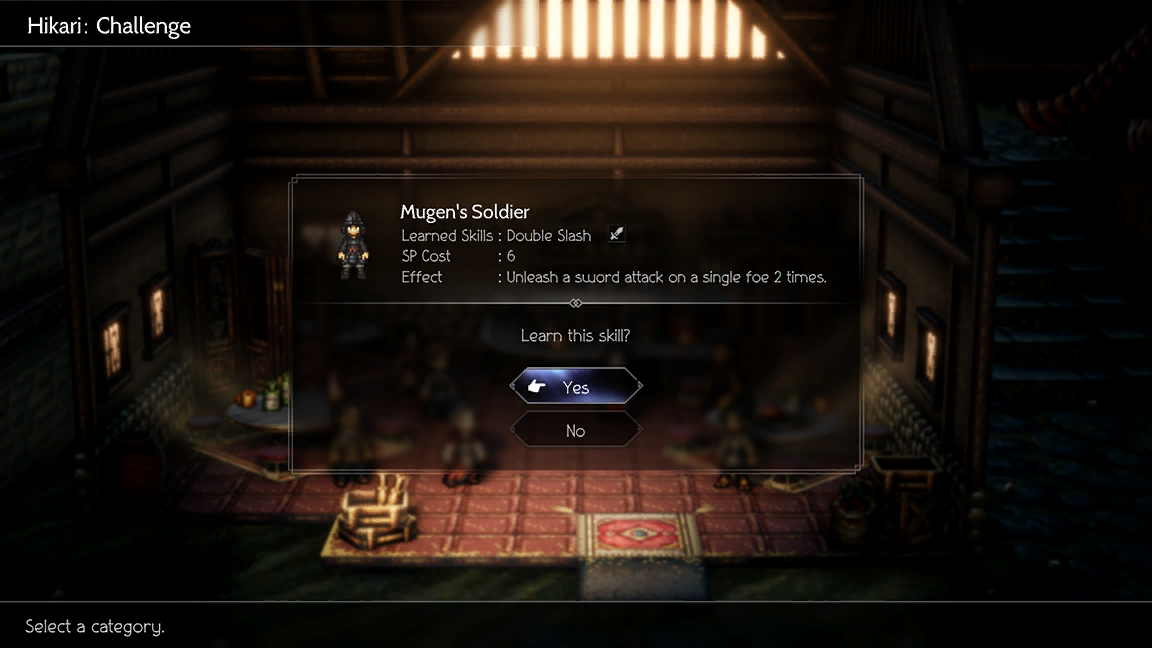 Hikari: Challenge
Mugen's Soldier
Learned Skills : Double Slash
SP Cost : 6
Effect : Unleash a sword attack on a single foe 2 times.
Learn this skill?
Yes
No
Select a category.